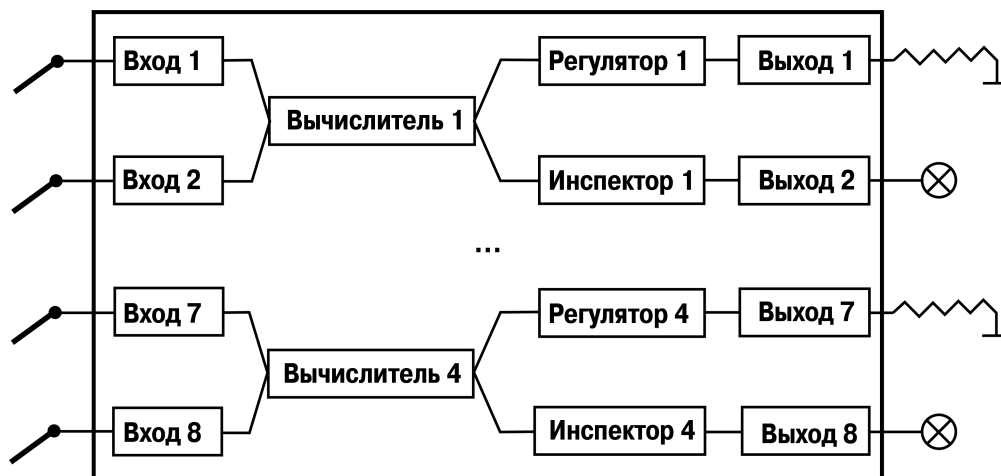 Вход 1
Регулятор 1
Выход 1
Вычислитель 1
Вход 2
Инспектор 1
Выход 2
...
Вход 7
Регулятор 4
Выход 7
Вычислитель 4
Вход 8
Инспектор 4
Выход 8